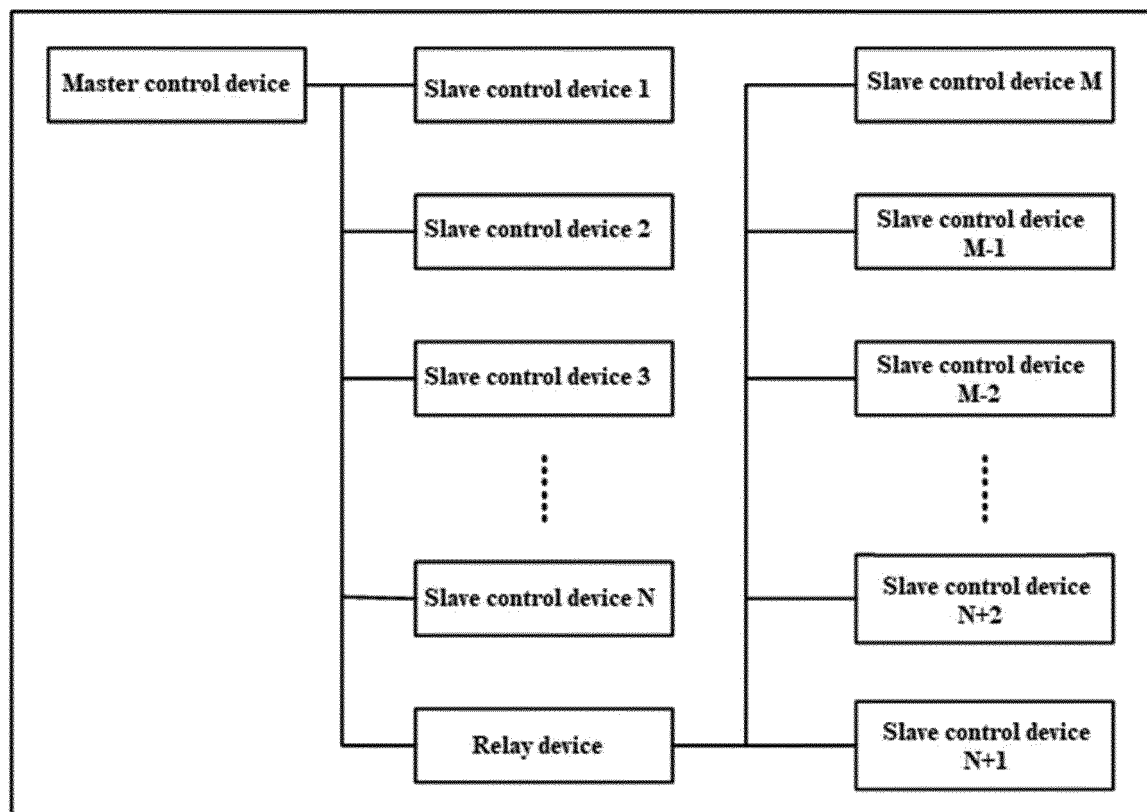 Master control device
Slave control device 1
Slave control device 2
Slave control device 3
Slave control device N
Relay device
Slave control device M
Slave control device
M-1
Slave control device
M-2
Slave control device
N+2
Slave control device
N+1